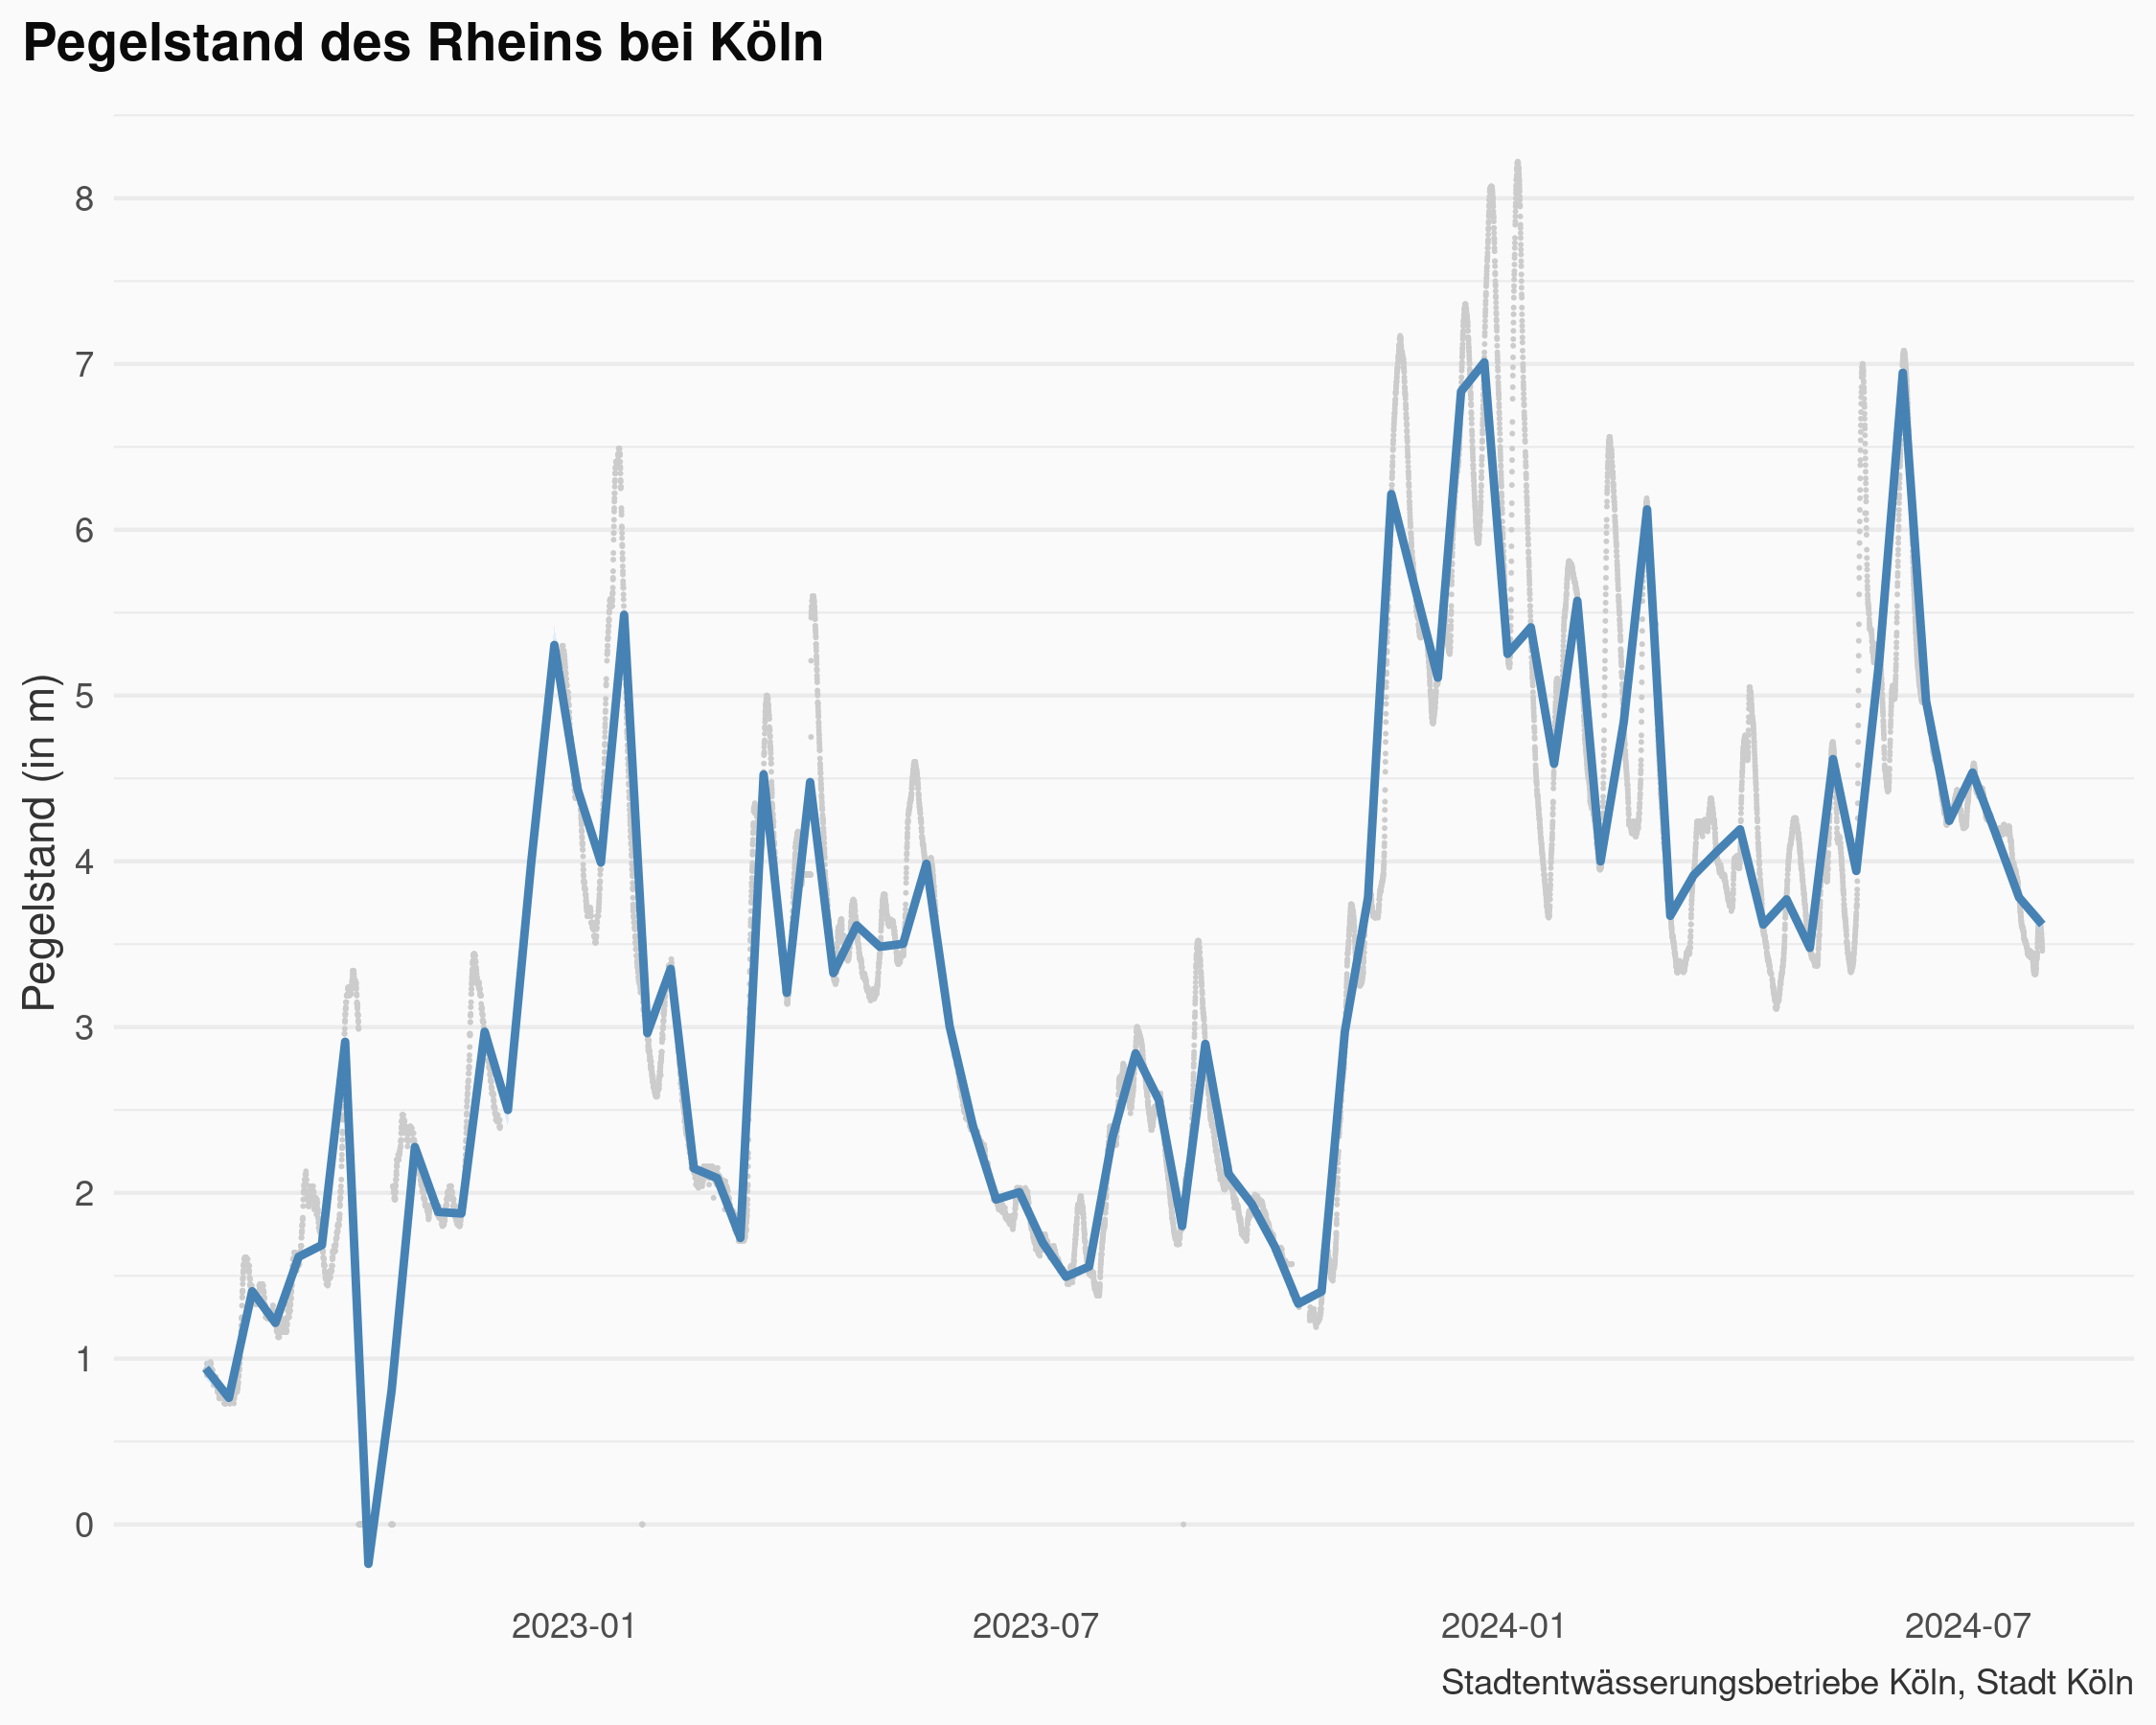 Pegelstand des Rheins bei Köln
Pegelstand (in m)
8
7
6
5
4
3
2
1
0
2023-01 2023-07 2024-01 2024-07
Stadtentwässerungsbetriebe Köln, Stadt Köln